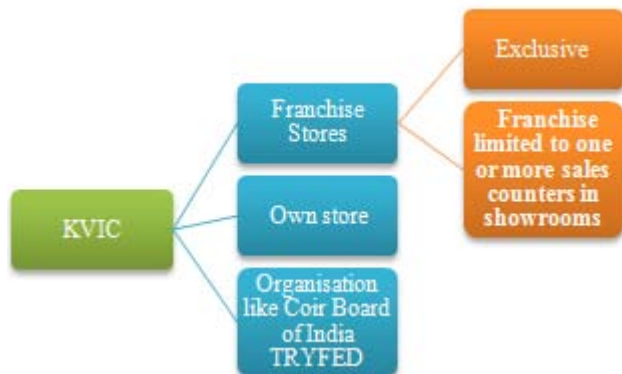 KVIC
Franchise
Stores
Own store
Organisation
like Coir Board
of India
TRYFED
Exclusive
Franchise
limited to one
or more sales
counters in
showrooms